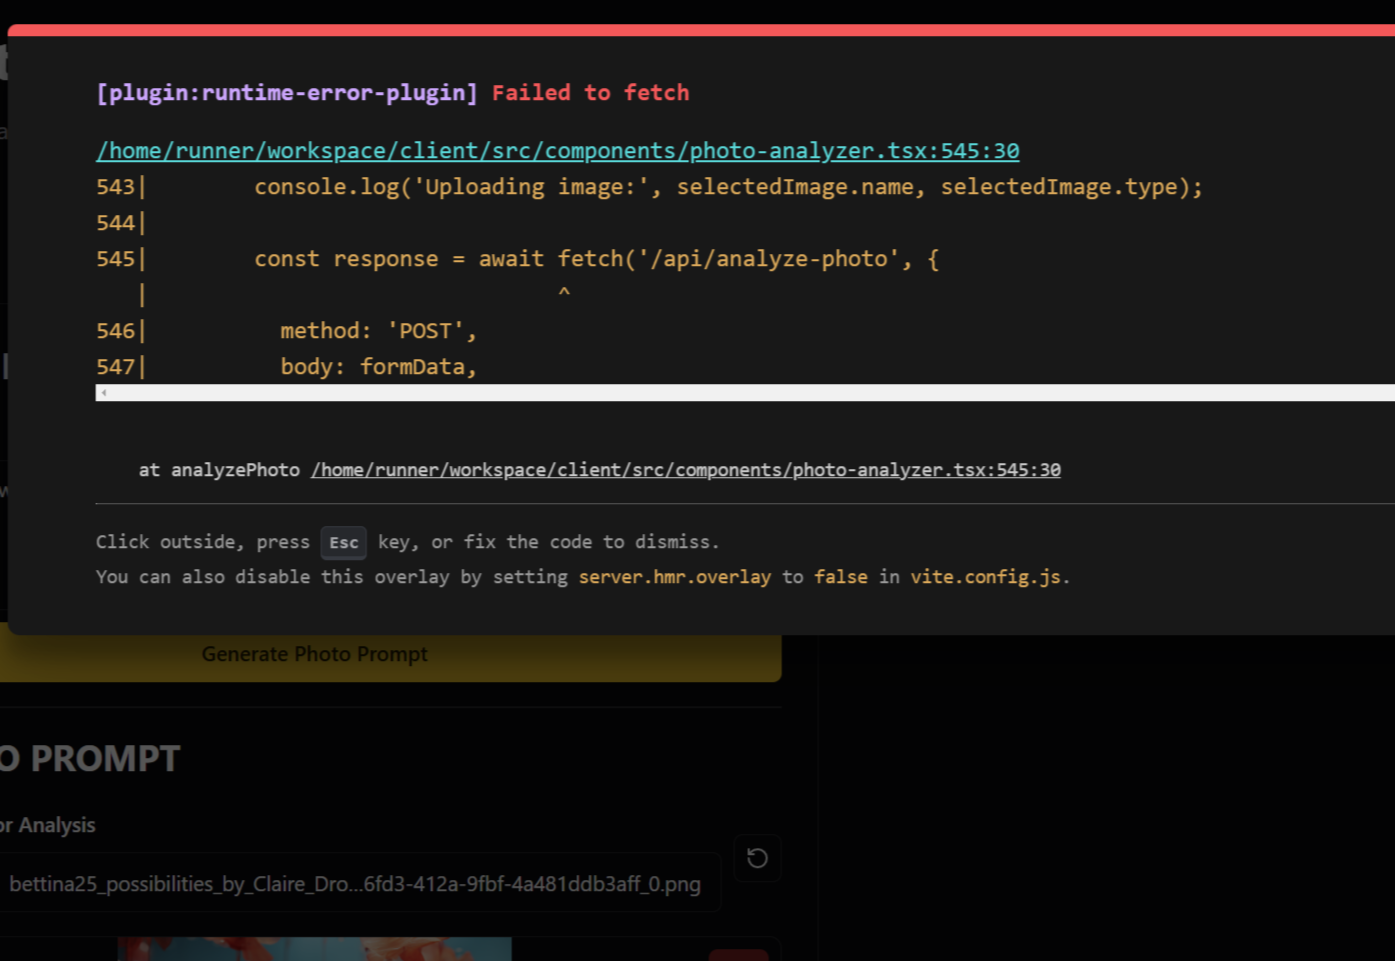 [plugin:runtime-error-plugin] Failed to fetch
/home/runner/workspace/client/src/components/photo-analyzer.tsx:545:30
543|        console.log('Uploading image:', selectedImage.name, selectedImage.type);
544|
545|        const response = await fetch('/api/analyze-photo', {
   |                               ^
546|          method: 'POST',
547|          body: formData,
at analyzePhoto /home/runner/workspace/client/src/components/photo-analyzer.tsx:545:30
Click outside, press Esc key, or fix the code to dismiss.
You can also disable this overlay by setting server.hmr.overlay to false in vite.config.js.
Generate Photo Prompt
O PROMPT
or Analysis
bettina25_possibilities_by_Claire_Dro...6fd3-412a-9fbf-4a481ddb3aff_0.png